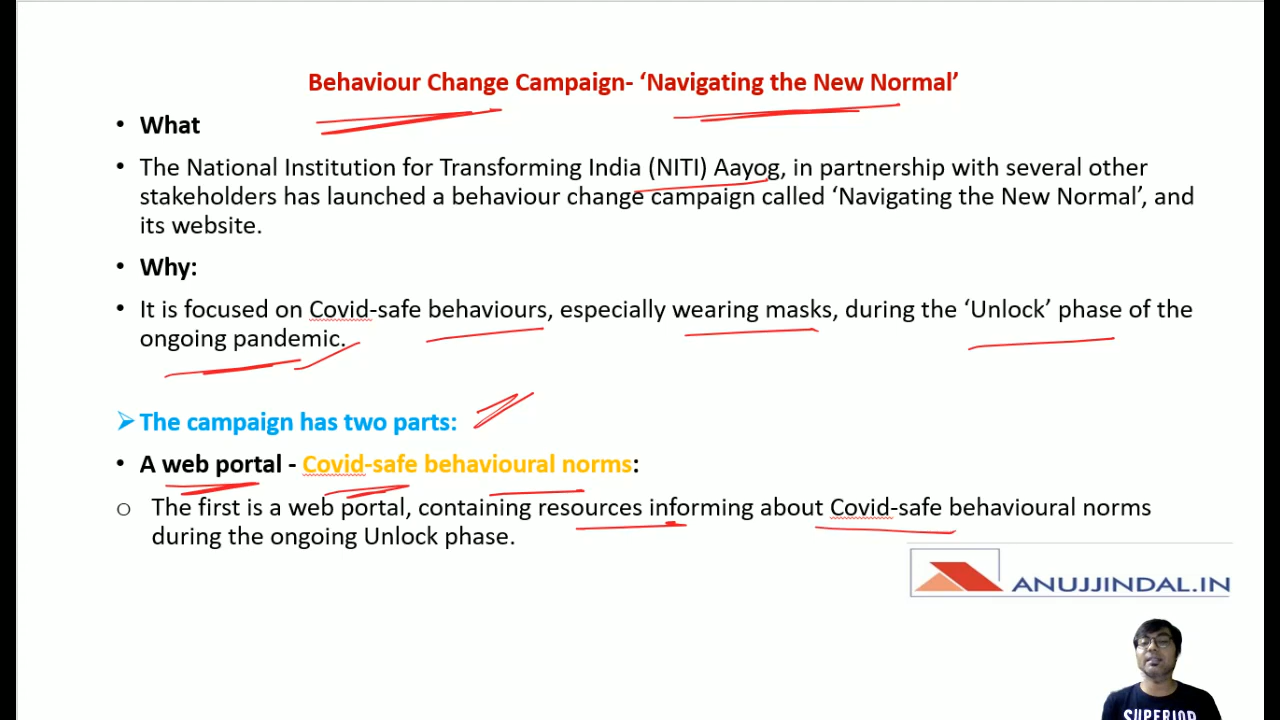 Behaviour Change Campaign- ‘Navigating the New Normal’
• What
• The National Institution for Transforming India (NITI) Aayog, in partnership with several other
stakeholders has launched a behaviour change campaign called ‘Navigating the New Normal’, and
its website.
• Why:
• It is focused on Covid-safe behaviours, especially wearing masks, during the ‘Unlock’ phase of the
ongoing pandemic.
➢ The campaign has two parts:
• A web portal - Covid-safe behavioural norms:
o The first is a web portal, containing resources informing about Covid-safe behavioural norms
during the ongoing Unlock phase.
ANUJJINDAL.IN
SUPERIOR